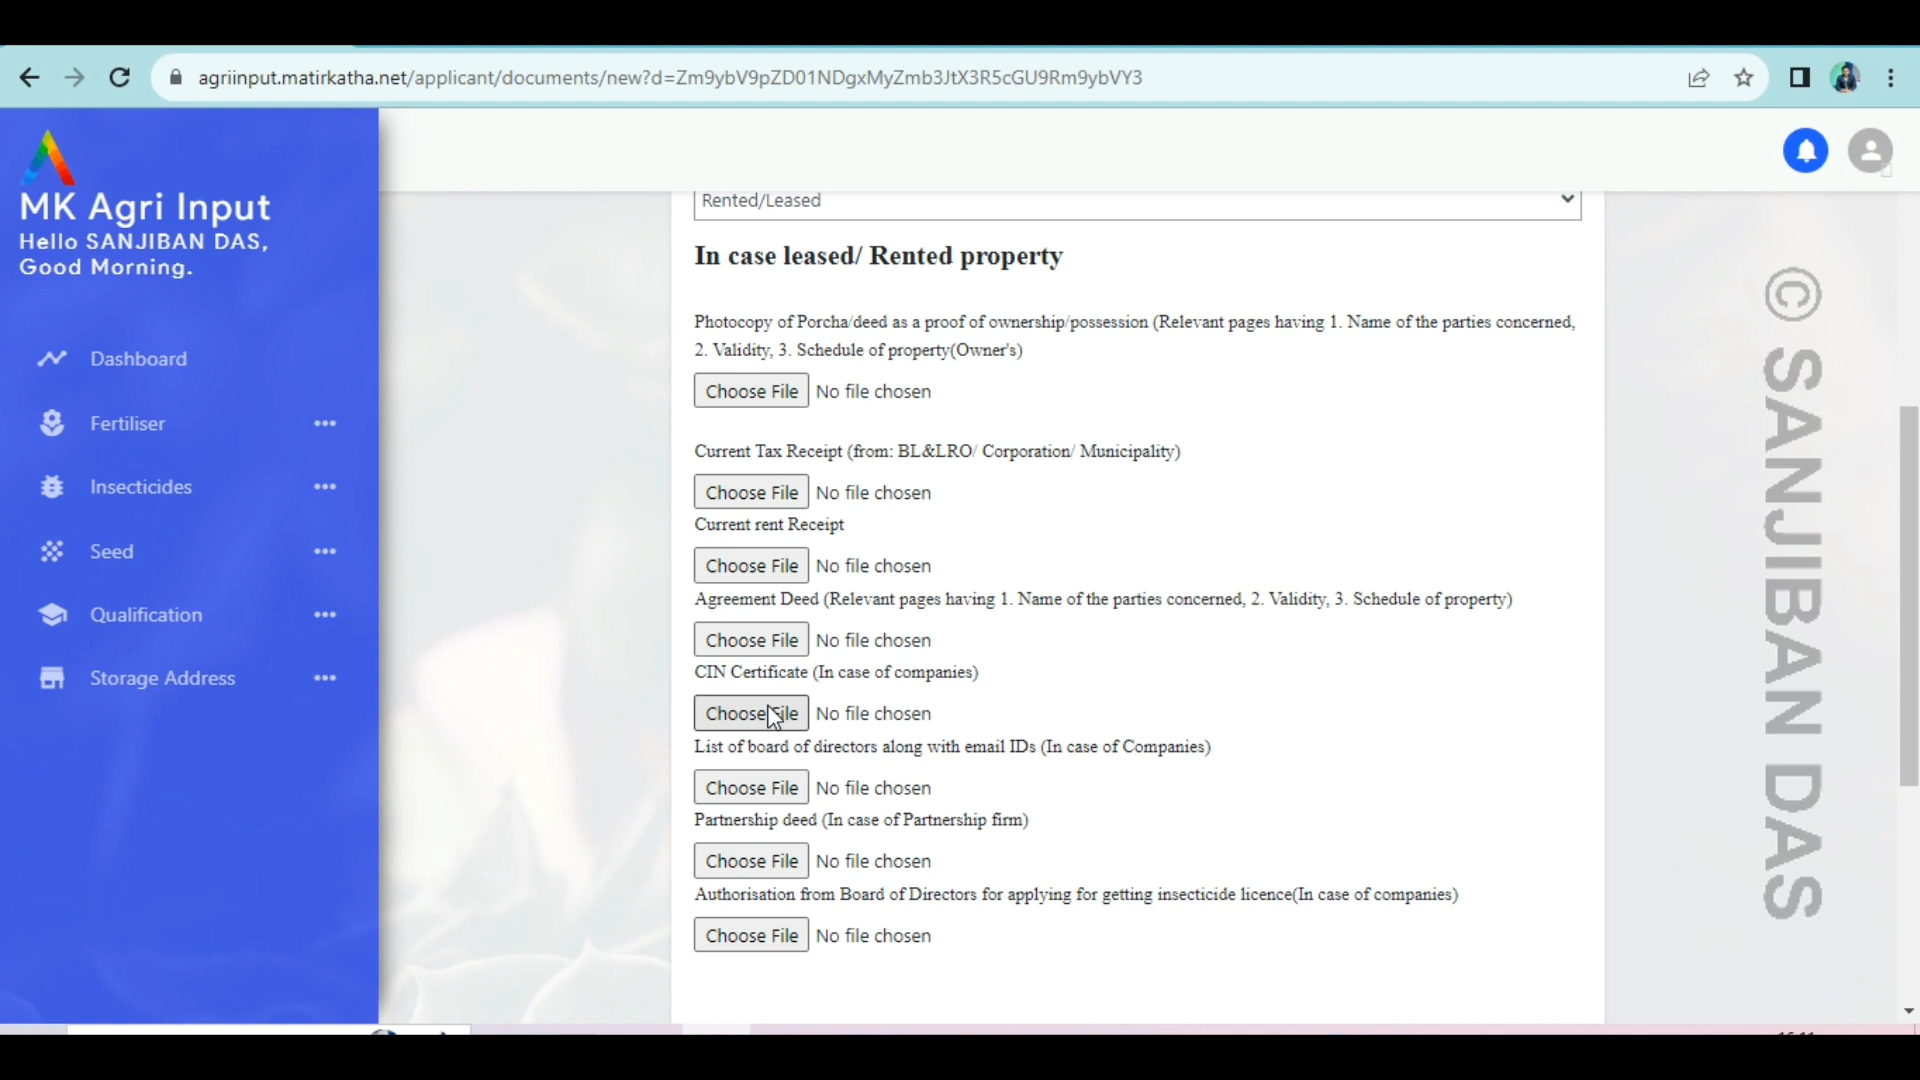 agriinput.matirkatha.net/applicant/documents/new?d=Zm9ybV9pZD01NDgxMyZmb3JtX3R5cGU9Rm9ybVY3
MK Agri Input
Hello SANJIBAN DAS,
Good Morning.
Dashboard
Fertiliser
Insecticides
Seed
Qualification
Storage Address
Rented/Leased
In case leased/ Rented property
Photocopy of Porcha/deed as a proof of ownership/possession (Relevant pages having 1. Name of the parties concerned,
2. Validity, 3. Schedule of property(Owner's)
Choose File No file chosen
Current Tax Receipt (from: BL&LRO/ Corporation/ Municipality)
Choose File No file chosen
Current rent Receipt
Choose File No file chosen
Agreement Deed (Relevant pages having 1. Name of the parties concerned, 2. Validity, 3. Schedule of property)
Choose File No file chosen
CIN Certificate (In case of companies)
Choose File No file chosen
List of board of directors along with email IDs (In case of Companies)
Choose File No file chosen
Partnership deed (In case of Partnership firm)
Choose File No file chosen
Authorisation from Board of Directors for applying for getting insecticide licence(In case of companies)
Choose File No file chosen
© SANJIBAN DAS